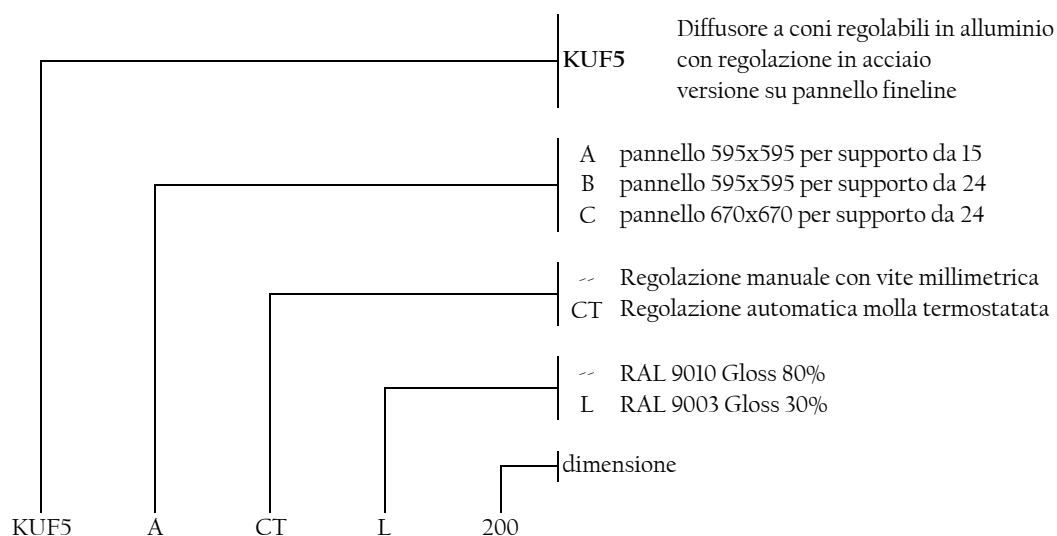 Diffusore a coni regolabili in alluminio
KUF5 con regolazione in acciaio
versione su pannello fineline
A pannello 595x595 per supporto da 15
B pannello 595x595 per supporto da 24
C pannello 670x670 per supporto da 24
-- Regolazione manuale con vite millimetrica
CT Regolazione automatica molla termostatata
-- RAL 9010 Gloss 80%
L RAL 9003 Gloss 30%
dimensione
KUF5 A CT L 200